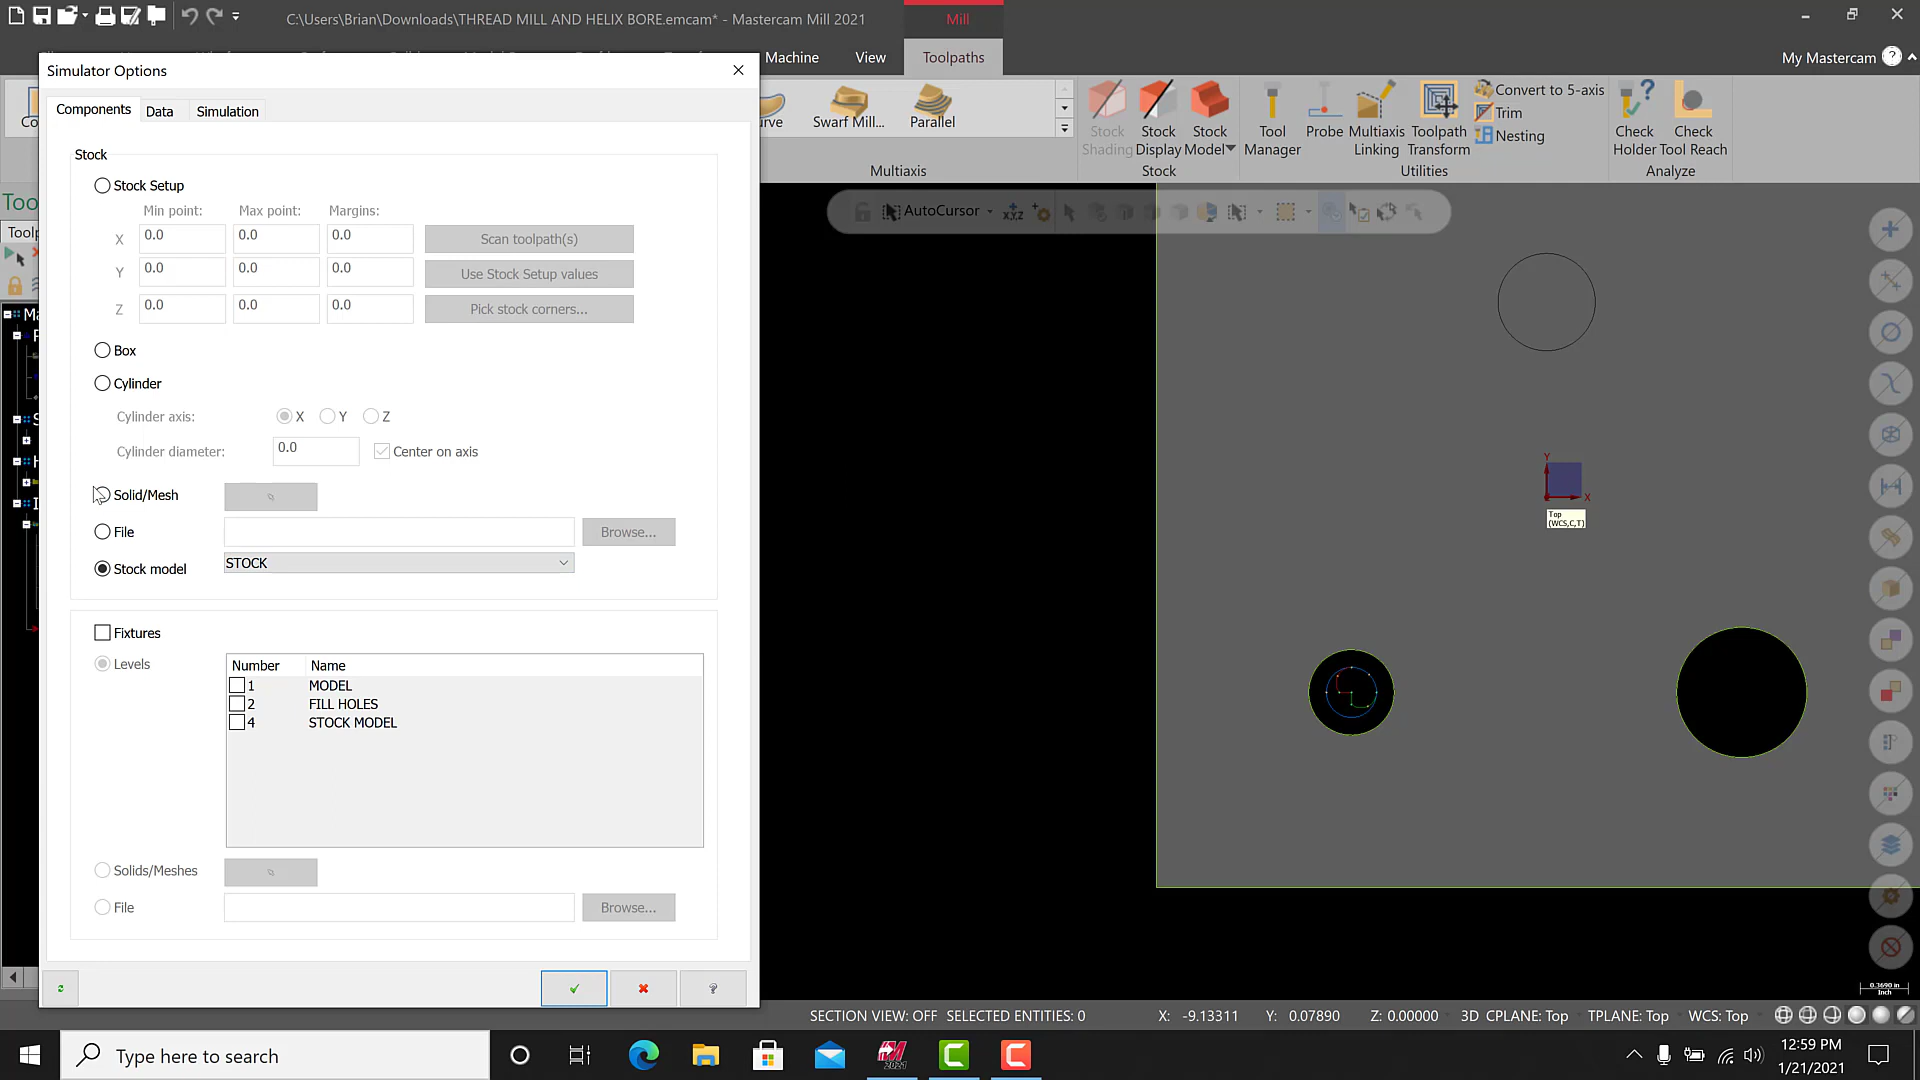 C:\Users\Brian\Downloads\THREAD MILL AND HELIX BORE.emcam* - Mastercam Mill 2021
Mill
Machine
View
Toolpaths
My Mastercam
?
Simulator Options
Components
Data
Simulation
Swarf Mill...
Parallel
Multiaxis
Stock
Shading
Stock
Display
Stock
Model
Stock
Tool
Manager
Probe
Multiaxis
Linking
Toolpath
Transform
Convert to 5-axis
Trim
Nesting
Utilities
Check
Holder
Check
Tool Reach
Analyze
AutoCursor
XYZ
Stock
Stock Setup
Min point:
Max point:
Margins:
X
0.0
0.0
0.0
Scan toolpath(s)
Y
0.0
0.0
0.0
Use Stock Setup values
Z
0.0
0.0
0.0
Pick stock corners...
Box
Cylinder
Cylinder axis:
X
Y
Z
Cylinder diameter:
0.0
Center on axis
Solid/Mesh
File
Browse...
Stock model
STOCK
Fixtures
Levels
Number
Name
1
MODEL
2
FILL HOLES
4
STOCK MODEL
Solids/Meshes
File
Browse...
?
Y
X
Top
(WCS,C,T)
0.3690 in
Inch
SECTION VIEW: OFF
SELECTED ENTITIES: 0
X: -9.13311
Y: 0.07890
Z: 0.00000
3D
CPLANE: Top
TPLANE: Top
WCS: Top
Type here to search
2021
12:59 PM
1/21/2021